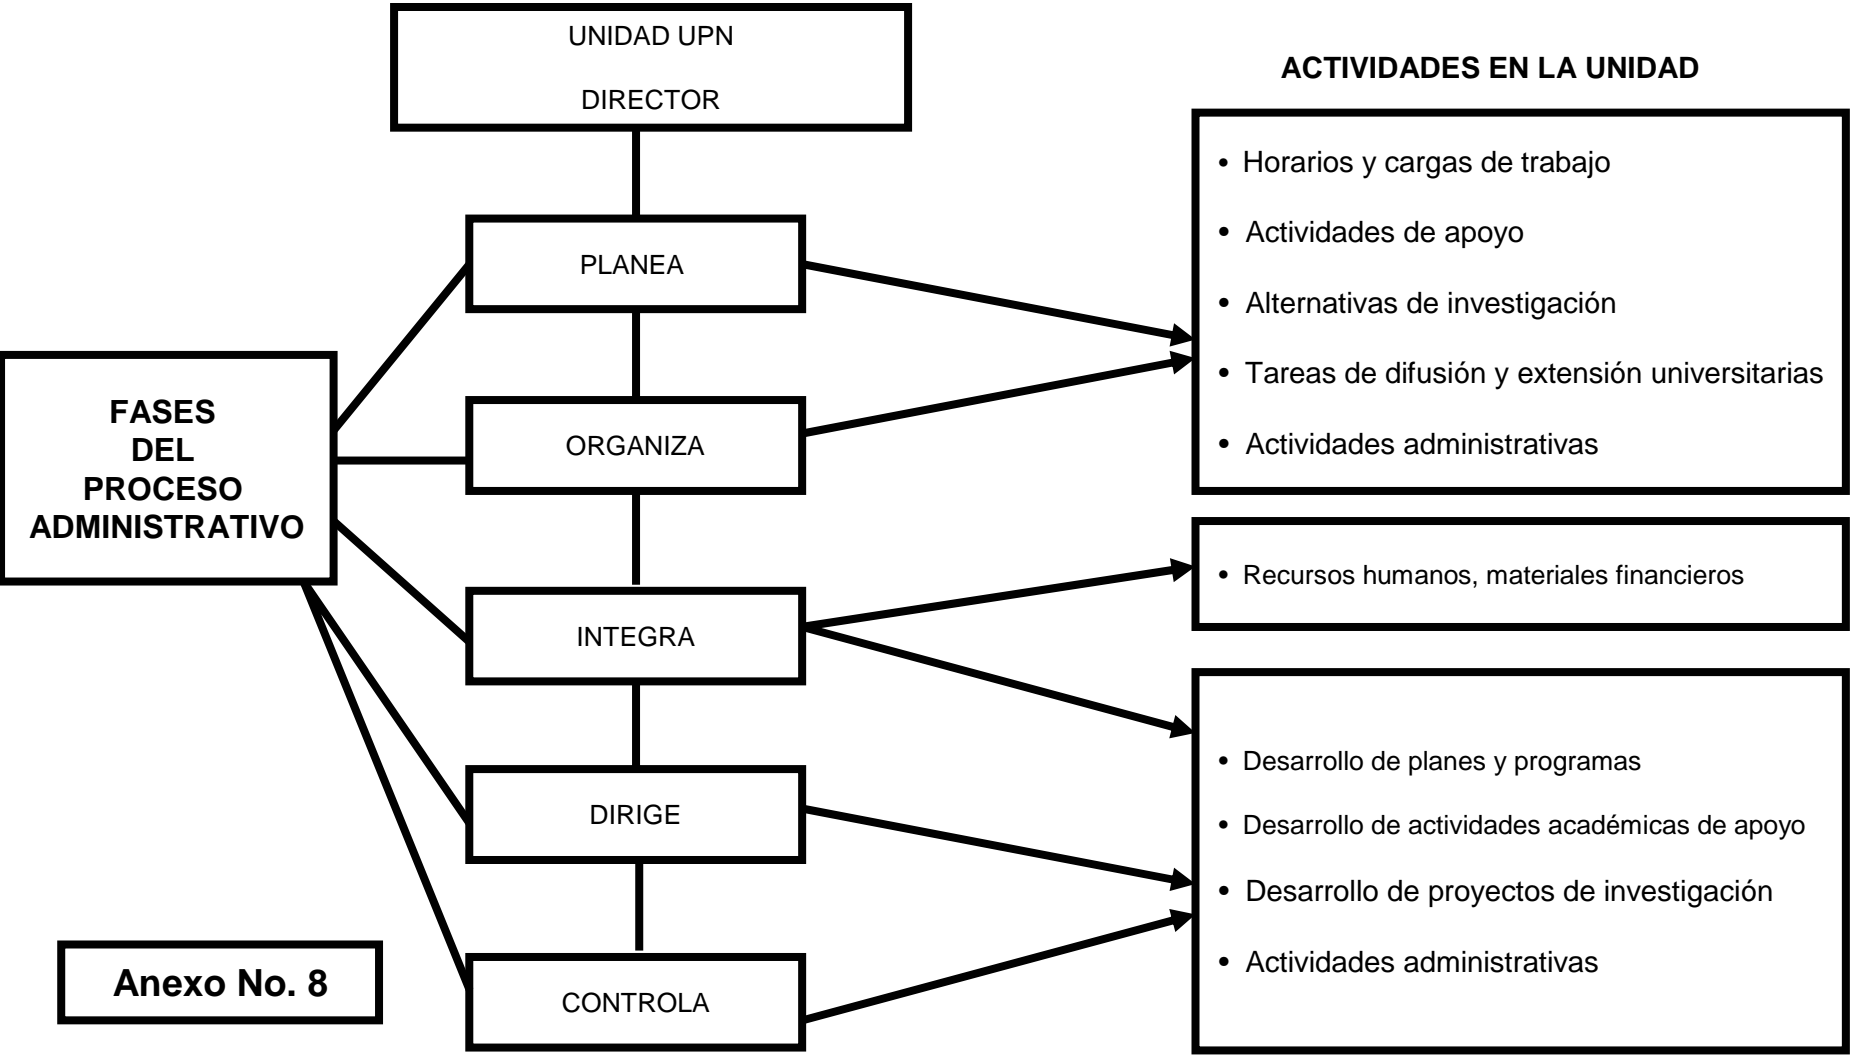 UNIDAD UPN
DIRECTOR
ACTIVIDADES EN LA UNIDAD
FASES
DEL
PROCESO
ADMINISTRATIVO
PLANEA
ORGANIZA
INTEGRA
DIRIGE
CONTROLA
• Horarios y cargas de trabajo
• Actividades de apoyo
• Alternativas de investigación
• Tareas de difusión y extensión universitarias
• Actividades administrativas
• Recursos humanos, materiales financieros
• Desarrollo de planes y programas
• Desarrollo de actividades académicas de apoyo
• Desarrollo de proyectos de investigación
• Actividades administrativas
Anexo No. 8